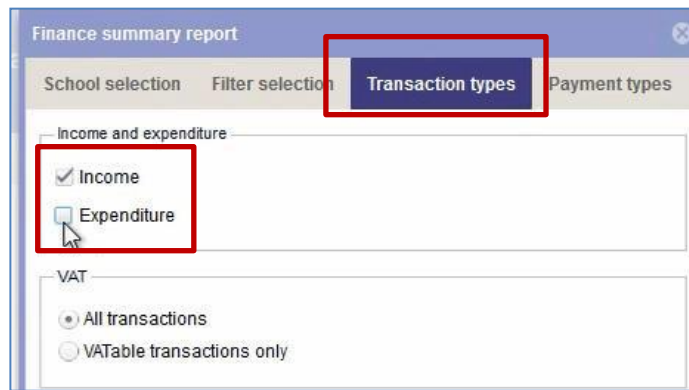 Finance summary report
School selection Filter selection Transaction types Payment types
Income and expenditure
Income
Expenditure
VAT
All transactions
VATable transactions only